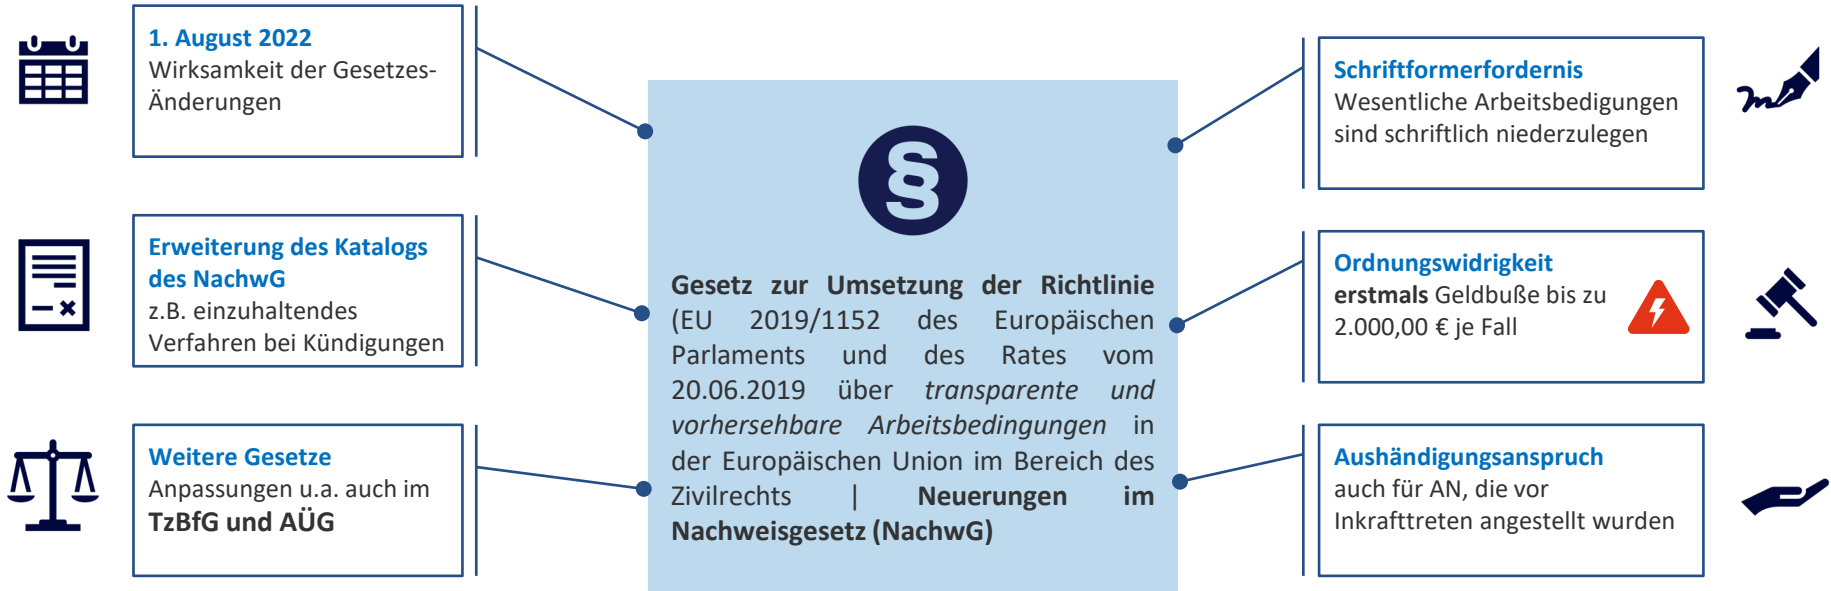 1. August 2022
Wirksamkeit der Gesetzes-
Änderungen
Erweiterung des Katalogs
des NachwG
z.B. einzuhaltendes
Verfahren bei Kündigungen
Weitere Gesetze
Anpassungen u.a. auch im
TzBfG und AÜG
§
Gesetz zur Umsetzung der Richtlinie
(EU 2019/1152 des Europäischen
Parlaments und des Rates vom
20.06.2019 über transparente und
vorhersehbare Arbeitsbedingungen in
der Europäischen Union im Bereich des
Zivilrechts | Neuerungen im
Nachweisgesetz (NachwG)
Schriftformerfordernis
Wesentliche Arbeitsbedigungen
sind schriftlich niederzulegen
Ordnungswidrigkeit
erstmals Geldbuße bis zu
2.000,00 € je Fall
Aushändigungsanspruch
auch für AN, die vor
Inkrafttreten angestellt wurden